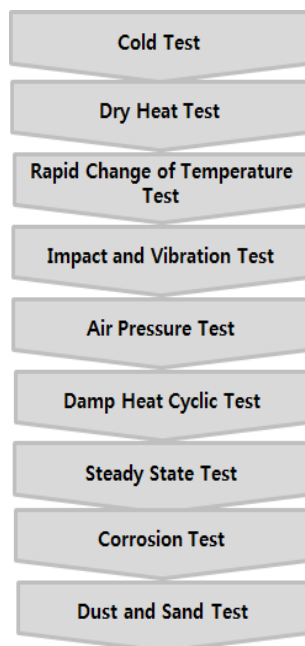 Cold Test
Dry Heat Test
Rapid Change of Temperature
Test
Impact and Vibration Test
Air Pressure Test
Damp Heat Cyclic Test
Steady State Test
Corrosion Test
Dust and Sand Test